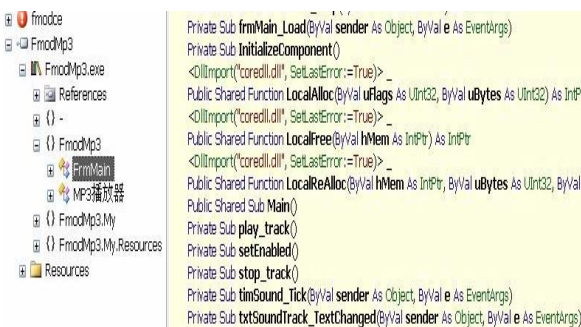 fmodce
FmodMp3
FmodMp3.exe
References
{} -
{} FmodMp3
FrmMain
MP3播放器
{} FmodMp3.My
{} FmodMp3.My.Resources
Resources
Private Sub frmMain_Load(ByVal sender As Object, ByVal e As EventArgs)
Private Sub InitializeComponent()
<DllImport("coredll.dll", SetLastError:=True)> _
Public Shared Function LocalAlloc(ByVal uFlags As UInt32, ByVal uBytes As UInt32) As IntP
<DllImport("coredll.dll", SetLastError:=True)> _
Public Shared Function LocalFree(ByVal hMem As IntPtr) As IntPtr
<DllImport("coredll.dll", SetLastError:=True)> _
Public Shared Function LocalReAlloc(ByVal hMem As IntPtr, ByVal uBytes As UInt32, ByVal
Public Shared Sub Main()
Private Sub play_track()
Private Sub setEnabled()
Private Sub stop_track()
Private Sub timSound_Tick(ByVal sender As Object, ByVal e As EventArgs)
Private Sub txtSoundTrack_TextChanged(ByVal sender As Object, ByVal e As EventArgs)